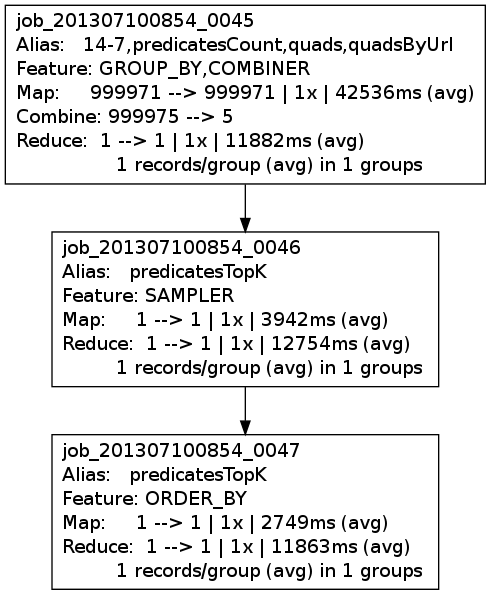 job_201307100854_0045
Alias: 14-7,predicatesCount,quads,quadsByUrl
Feature: GROUP_BY,COMBINER
Map: 999971 --> 999971 | 1x | 42536ms (avg)
Combine: 999975 --> 5
Reduce: 1 --> 1 | 1x | 11882ms (avg)
1 records/group (avg) in 1 groups
job_201307100854_0046
Alias: predicatesTopK
Feature: SAMPLER
Map: 1 --> 1 | 1x | 3942ms (avg)
Reduce: 1 --> 1 | 1x | 12754ms (avg)
1 records/group (avg) in 1 groups
job_201307100854_0047
Alias: predicatesTopK
Feature: ORDER_BY
Map: 1 --> 1 | 1x | 2749ms (avg)
Reduce: 1 --> 1 | 1x | 11863ms (avg)
1 records/group (avg) in 1 groups